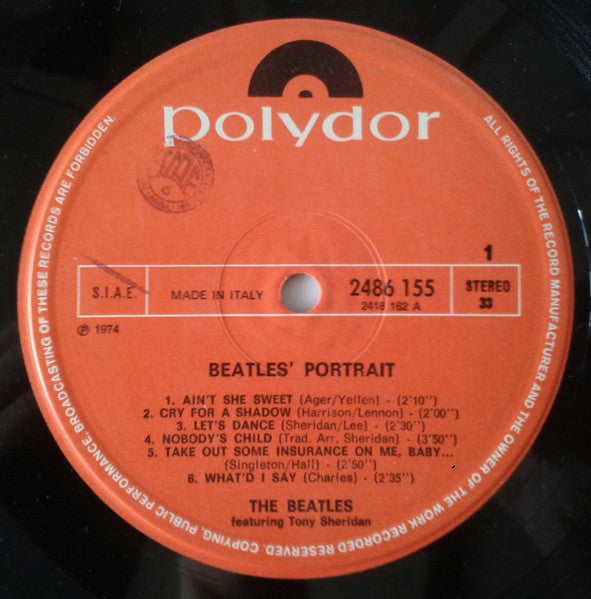 polydor
ALL RIGHTS OF THE RECORD MANUFACTURER AND THE OWNER OF THE WORK RECORDED RESERVED. COPYING, PUBLIC PERFORMANCE, BROADCASTING OF THESE RECORDS ARE FORBIDDEN.
1
S.I.A.E.
MADE IN ITALY
2486 155
2418 162 A
STEREO
33
℗ 1974
BEATLES' PORTRAIT
1. AIN'T SHE SWEET (Ager/Yellen) - (2'10")
2. CRY FOR A SHADOW (Harrison/Lennon) - (2'00")
3. LET'S DANCE (Sheridan/Lee) - (2'30")
4. NOBODY'S CHILD (Trad. Arr. Sheridan) - (3'50")
5. TAKE OUT SOME INSURANCE ON ME, BABY...
(Singleton/Hall) - (2'50")
6. WHAT'D I SAY (Charles) - (2'35")
THE BEATLES
featuring Tony Sheridan